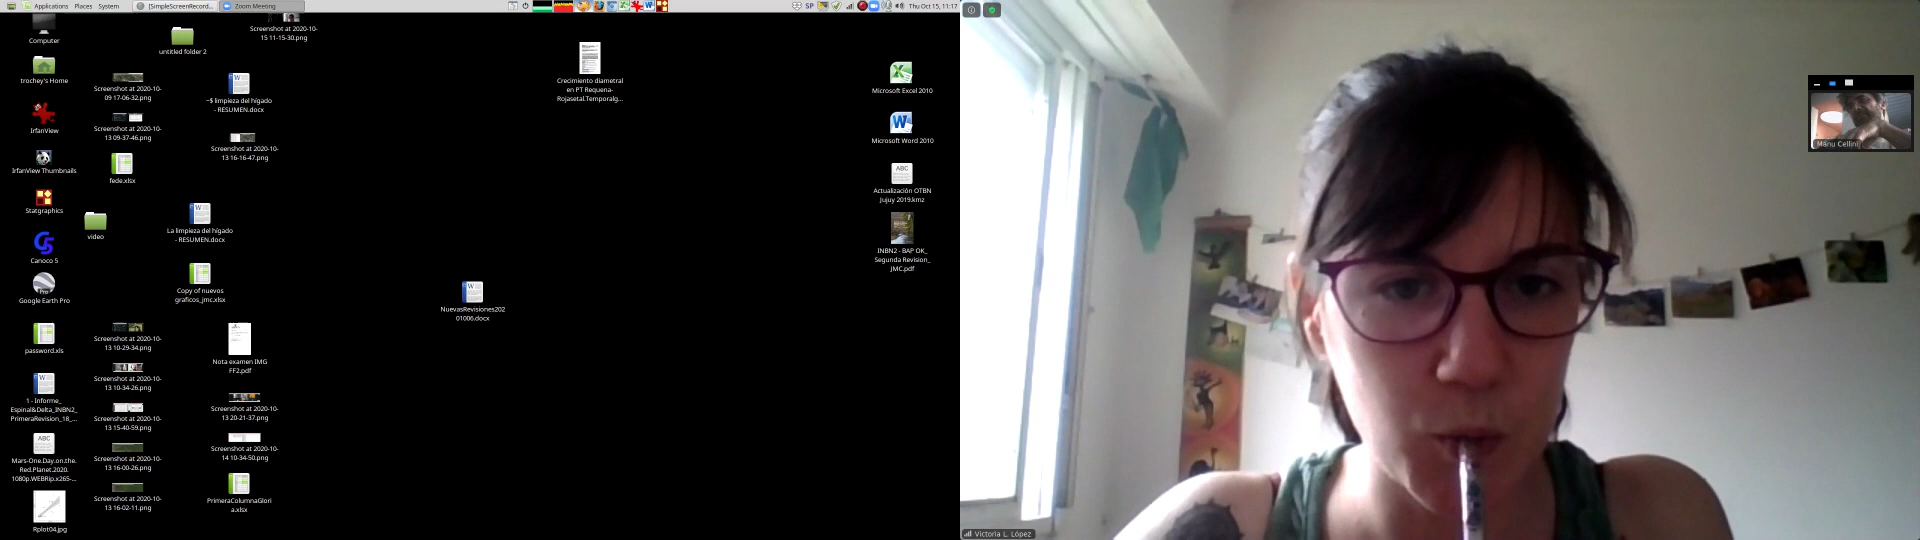 Applications Places System
[SimpleScreenRecord...
Zoom Meeting
SP
Thu Oct 15, 11:17
Computer
trochey's Home
IrfanView
IrfanView Thumbnails
Statgraphics
Canoco 5
Google Earth Pro
password.xls
1 - Informe_
Espinal&Delta_INBN2_
PrimeraRevision_18_...
ABC
Mars-One.Day.on.the.
Red.Planet.2020.
1080p.WEBRip.x265-...
Rplot04.jpg
Screenshot at 2020-10-
09 17-06-32.png
Screenshot at 2020-10-
13 09-37-46.png
fede.xlsx
video
Screenshot at 2020-10-
13 10-29-34.png
Screenshot at 2020-10-
13 10-34-26.png
Screenshot at 2020-10-
13 15-40-59.png
Screenshot at 2020-10-
13 16-00-26.png
Screenshot at 2020-10-
13 16-02-11.png
untitled folder 2
Screenshot at 2020-10-
15 11-15-30.png
~$ limpieza del hígado
- RESUMEN.docx
Screenshot at 2020-10-
13 16-16-47.png
La limpieza del hígado
- RESUMEN.docx
Copy of nuevos
graficos_jmc.xlsx
Nota examen IMG
FF2.pdf
Screenshot at 2020-10-
13 20-21-37.png
Screenshot at 2020-10-
14 10-34-50.png
PrimeraColumnaGlori
a.xlsx
NuevasRevisiones202
01006.docx
Crecimiento diametral
en PT Requena-
Rojasetal.Temporalg...
Microsoft Excel 2010
Microsoft Word 2010
ABC
Actualización OTBN
Jujuy 2019.kmz
INBN2 - BAP OK_
Segunda Revision_
JMC.pdf
Manu Cellini
Victoria L. López